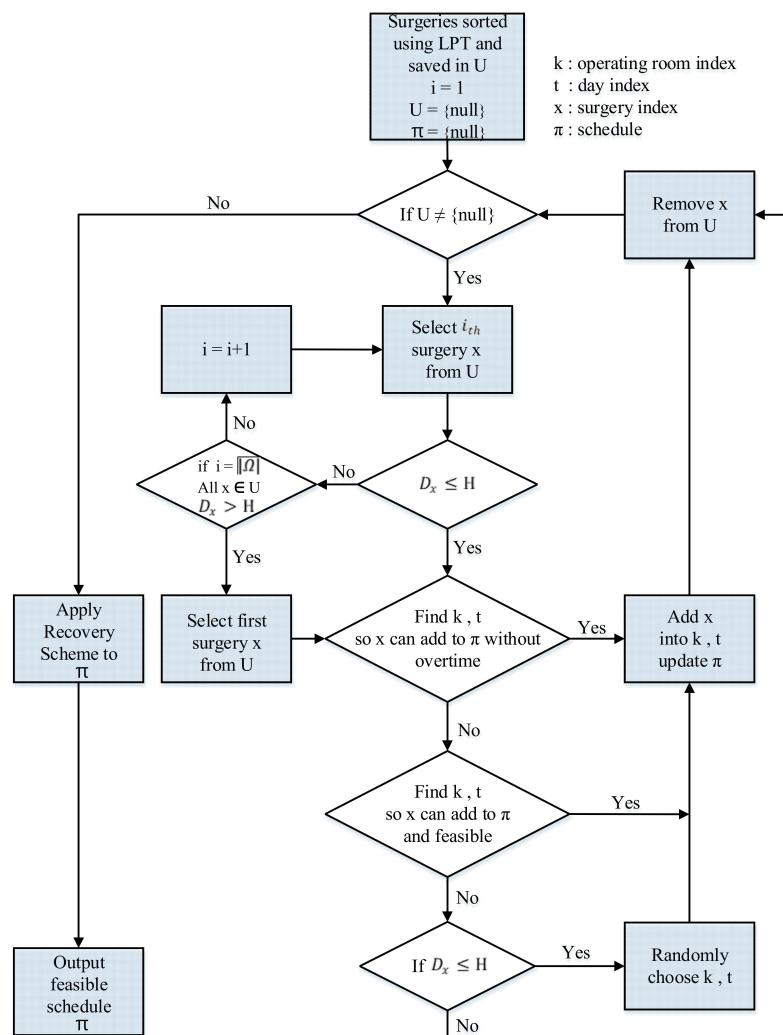 Surgeries sorted
using LPT and
saved in U
i = 1
U = {null}
π = {null}
k : operating room index
t : day index
x : surgery index
π : schedule
No
If U ≠ {null}
Remove x
from U
Yes
i = i+1
Select i_th
surgery x
from U
No
if i = |Ω|
All x ∈ U
D_x > H
No
D_x ≤ H
Yes
Yes
Apply
Recovery
Scheme to
π
Select first
surgery x
from U
Find k , t
so x can add to π without
overtime
Yes
Add x
into k , t
update π
No
Find k , t
so x can add to π
and feasible
Yes
No
Output
feasible
schedule
π
If D_x ≤ H
Yes
Randomly
choose k , t
No